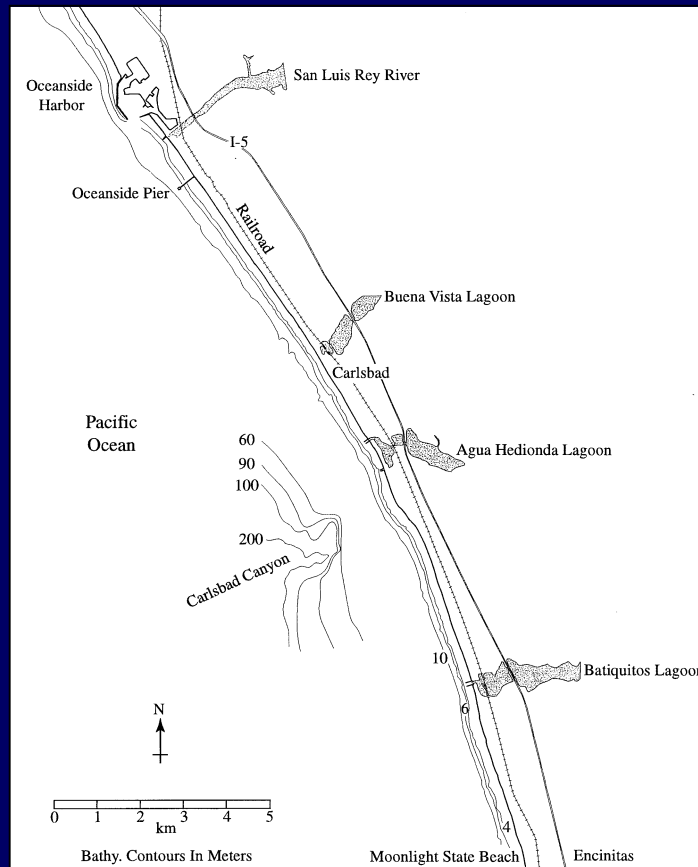 San Luis Rey River
Oceanside
Harbor
I-5
Oceanside Pier
Railroad
Buena Vista Lagoon
Carlsbad
Pacific
Ocean
60
Agua Hedionda Lagoon
90
100
200
Carlsbad Canyon
10
Batiquitos Lagoon
6
N
0 1 2 3 4 5
km
4
Bathy. Contours In Meters
Moonlight State Beach
Encinitas